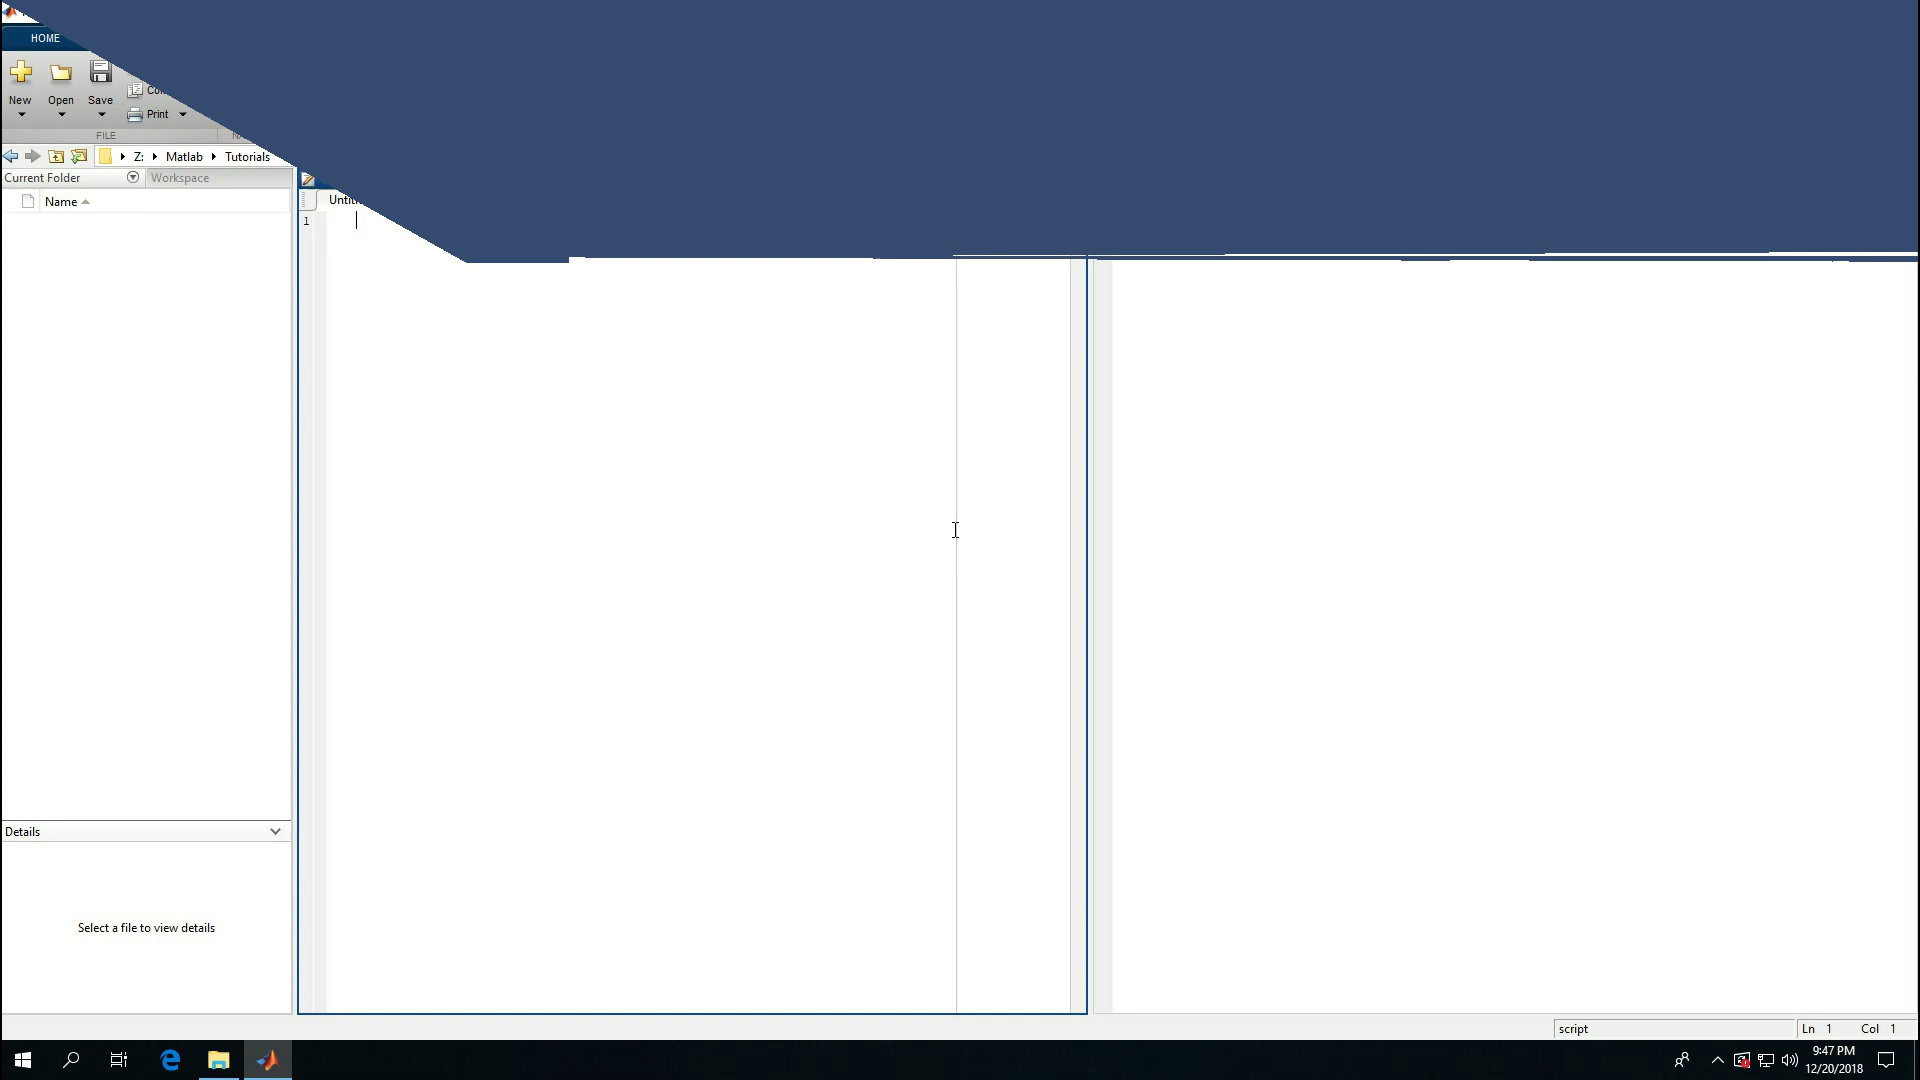 HOME
New
Open
Save
Print
FILE
Z:
Matlab
Tutorials
Current Folder
Workspace
Name
1
Details
Select a file to view details
script
Ln 1
Col 1
9:47 PM
12/20/2018